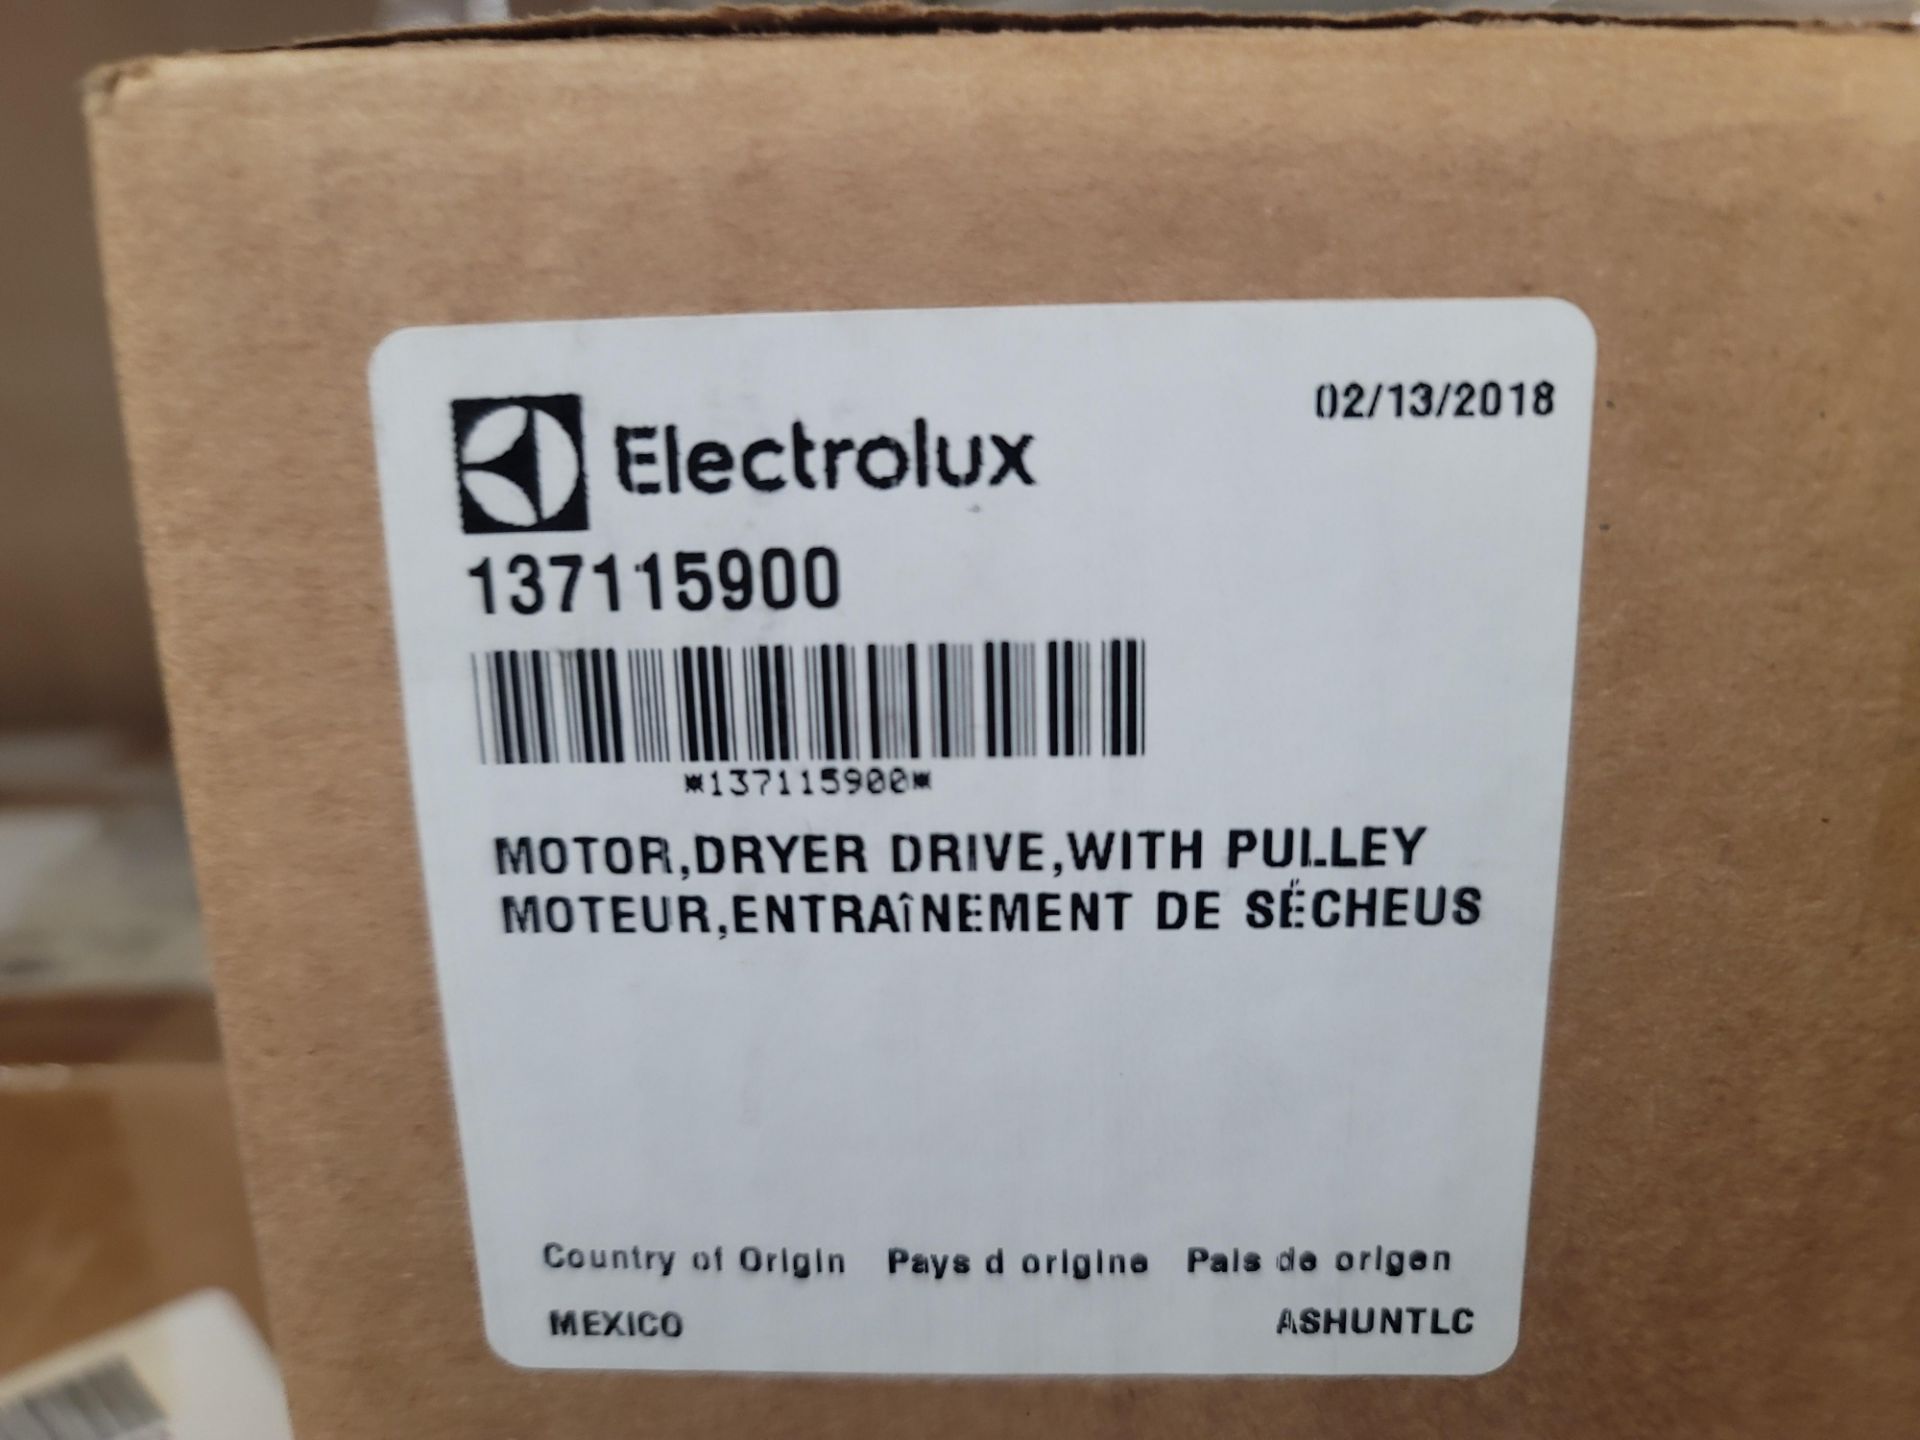 02/13/2018
Electrolux
137115900
*137115900*
MOTOR,DRYER DRIVE,WITH PULLEY
MOTEUR,ENTRAÎNEMENT DE SÉCHEUS
Country of Origin Pays d origine Pais de origen
MEXICO ASHUNTLC